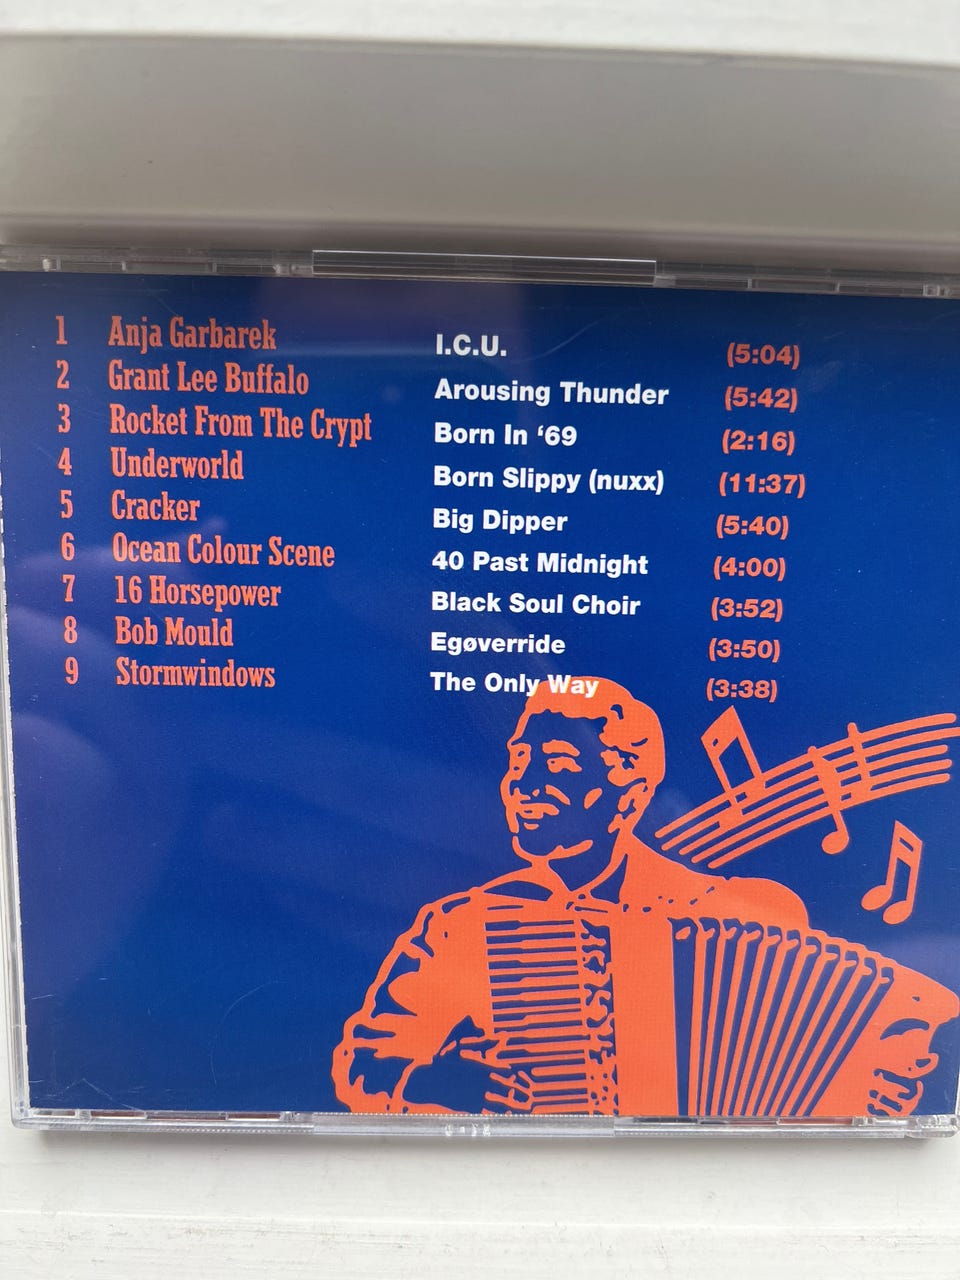 1 Anja Garbarek I.C.U. (5:04)
2 Grant Lee Buffalo Arousing Thunder (5:42)
3 Rocket From The Crypt Born In ‘69 (2:16)
4 Underworld Born Slippy (nuxx) (11:37)
5 Cracker Big Dipper (5:40)
6 Ocean Colour Scene 40 Past Midnight (4:00)
7 16 Horsepower Black Soul Choir (3:52)
8 Bob Mould Egøverride (3:50)
9 Stormwindows The Only Way (3:38)